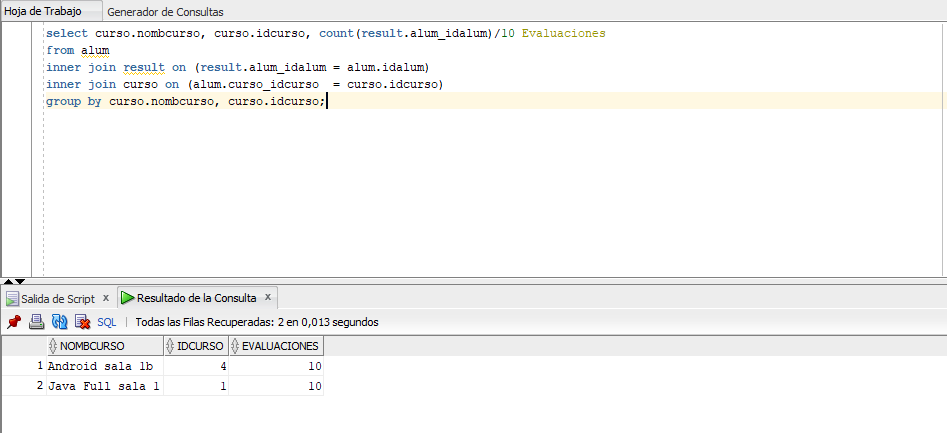 Hoja de Trabajo Generador de Consultas
select curso.nombcurso, curso.idcurso, count(result.alum_idalum)/10 Evaluaciones
from alum
inner join result on (result.alum_idalum = alum.idalum)
inner join curso on (alum.curso_idcurso  = curso.idcurso)
group by curso.nombcurso, curso.idcurso;
Salida de Script x Resultado de la Consulta x
SQL | Todas las Filas Recuperadas: 2 en 0,013 segundos
NOMBCURSO IDCURSO EVALUACIONES
1 Android sala lb 4 10
2 Java Full sala l 1 10